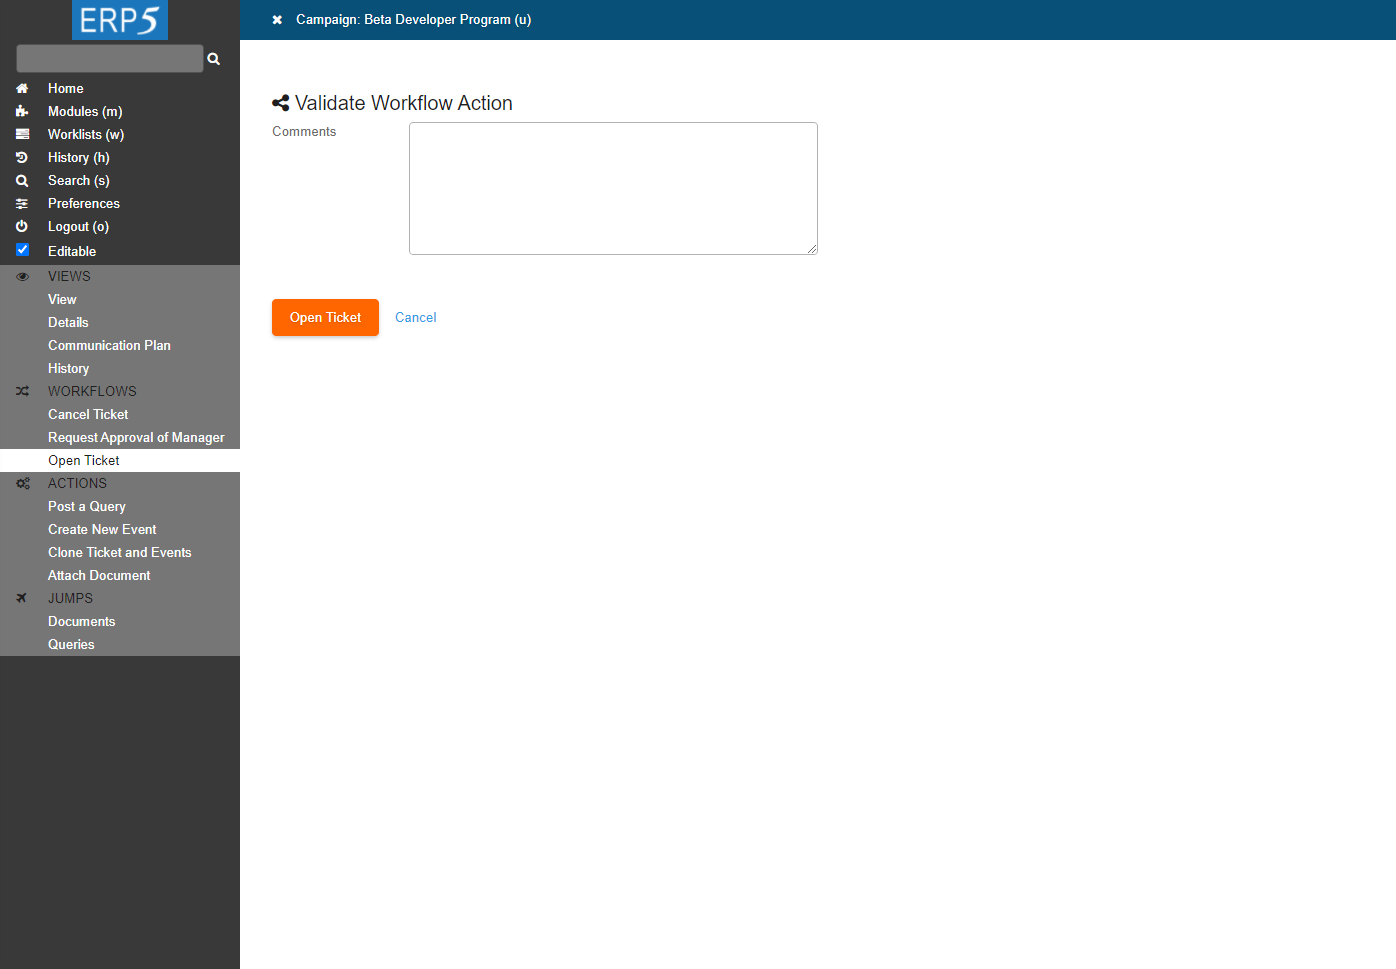 ERP5
Campaign: Beta Developer Program (u)
Home
Modules (m)
Worklists (w)
History (h)
Search (s)
Preferences
Logout (o)
Editable
VIEWS
View
Details
Communication Plan
History
WORKFLOWS
Cancel Ticket
Request Approval of Manager
Open Ticket
ACTIONS
Post a Query
Create New Event
Clone Ticket and Events
Attach Document
JUMPS
Documents
Queries
Validate Workflow Action
Comments
Open Ticket
Cancel